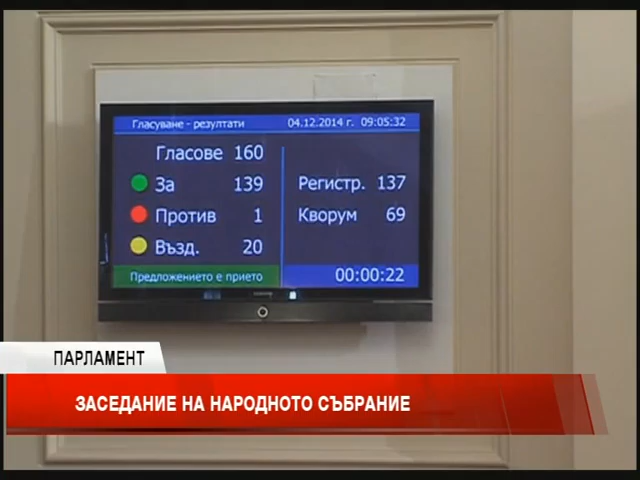 Гласуване - резултати 04.12.2014 г. 09:05:32
Гласове 160
За 139
Регистр. 137
Против 1
Кворум 69
Възд. 20
Предложението е прието 00:00:22
ПАРЛАМЕНТ
ЗАСЕДАНИЕ НА НАРОДНОТО СЪБРАНИЕ